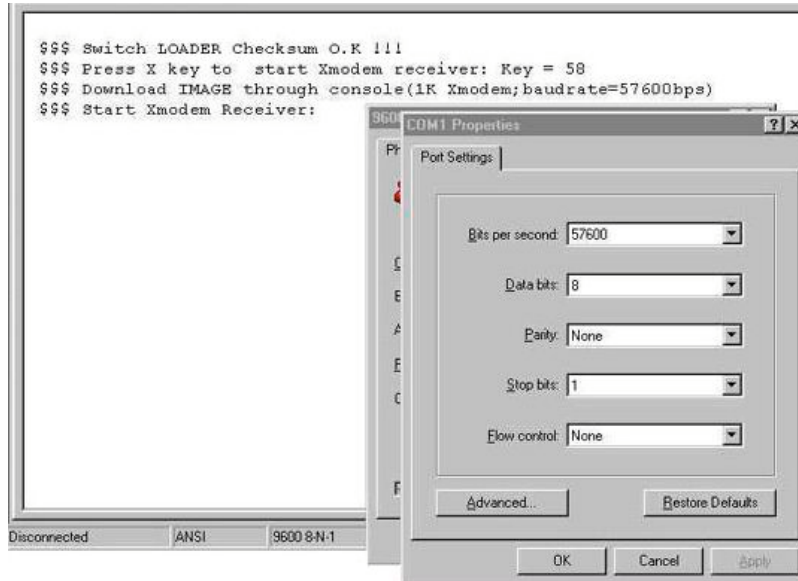 $$$ Switch LOADER Checksum O.K !!!
$$$ Press X key to start Xmodem receiver: Key = 58
$$$ Download IMAGE through console(1K Xmodem;baudrate=57600bps)
$$$ Start Xmodem Receiver:
COM1 Properties
Port Settings
Bits per second: 57600
Data bits: 8
Parity: None
Stop bits: 1
Flow control: None
Advanced...
Restore Defaults
Disconnected
ANSI
9600 8-N-1
OK
Cancel
Apply